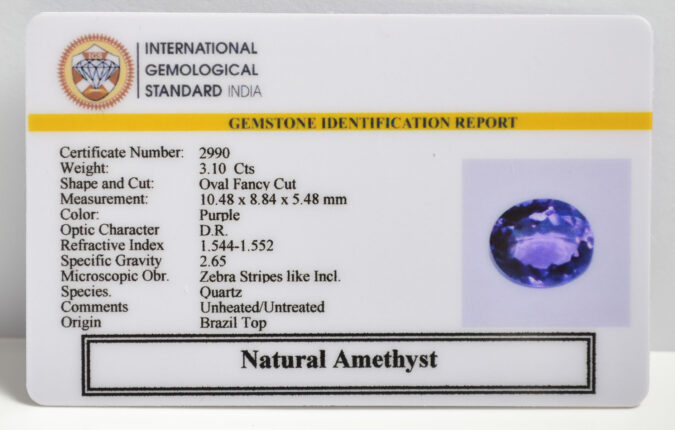 IGS
INTERNATIONAL
GEMOLOGICAL
STANDARD INDIA
GEMSTONE IDENTIFICATION REPORT
Certificate Number: 2990
Weight: 3.10 Cts
Shape and Cut: Oval Fancy Cut
Measurement: 10.48 x 8.84 x 5.48 mm
Color: Purple
Optic Character D.R.
Refractive Index 1.544-1.552
Specific Gravity 2.65
Microscopic Obr. Zebra Stripes like Incl.
Species. Quartz
Comments Unheated/Untreated
Origin Brazil Top
Natural Amethyst